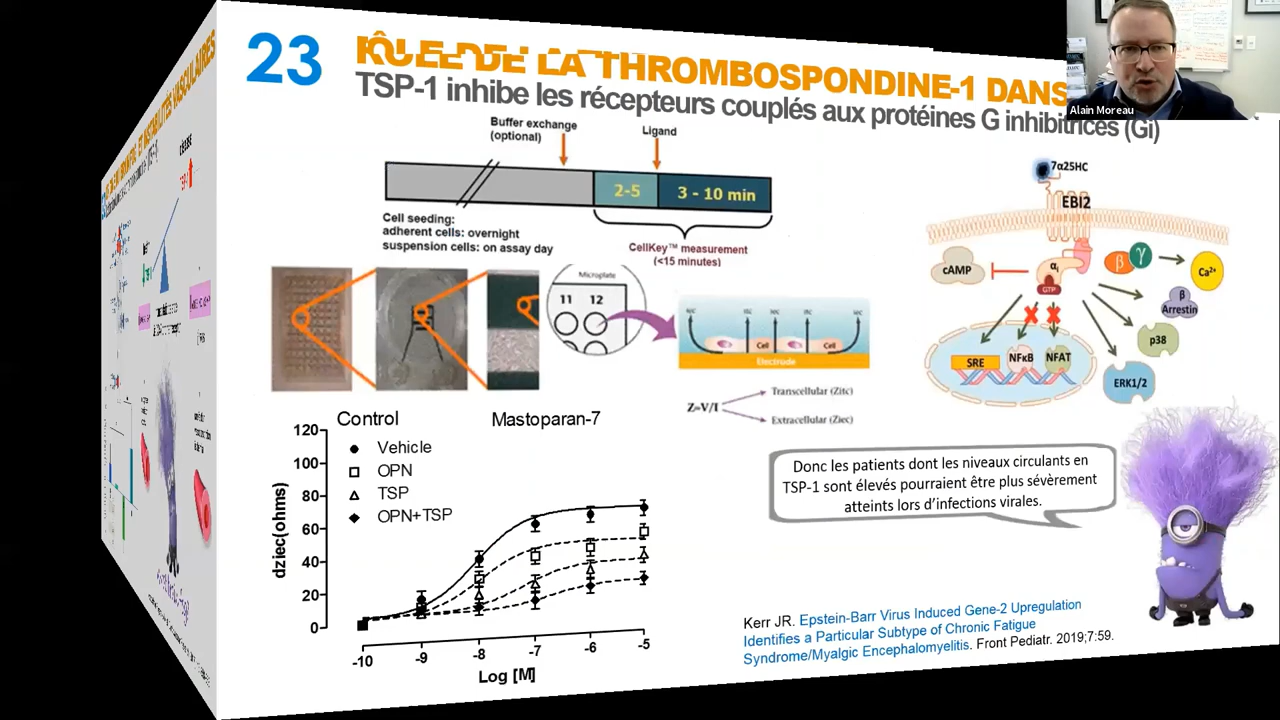 23
RÔLE DE LA THROMBOSPONDINE-1 DANS
TSP-1 inhibe les récepteurs couplés aux protéines G inhibitrices (Gi)
Alain Moreau
Buffer exchange
(optional)
Ligand
2-5
3 - 10 min
Cell seeding:
adherent cells: overnight
suspension cells: on assay day
CellKey™ measurement
(<15 minutes)
Microplate
11 12
Cell
Cell
Electrode
Z=V/I
Transcellular (Zitc)
Extracellular (Ziec)
7α25HC
EBI2
cAMP
αi
GTP
β
γ
Ca²⁺
β
Arrestin
p38
ERK1/2
SRE
NFκB
NFAT
Control
Mastoparan-7
Vehicle
OPN
TSP
OPN+TSP
dziec(ohms)
120
100
80
60
40
20
0
-10
-9
-8
-7
-6
-5
Log [M]
Donc les patients dont les niveaux circulants en
TSP-1 sont élevés pourraient être plus sévèrement
atteints lors d'infections virales.
Kerr JR. Epstein-Barr Virus Induced Gene-2 Upregulation
Identifies a Particular Subtype of Chronic Fatigue
Syndrome/Myalgic Encephalomyelitis. Front Pediatr. 2019;7:59.